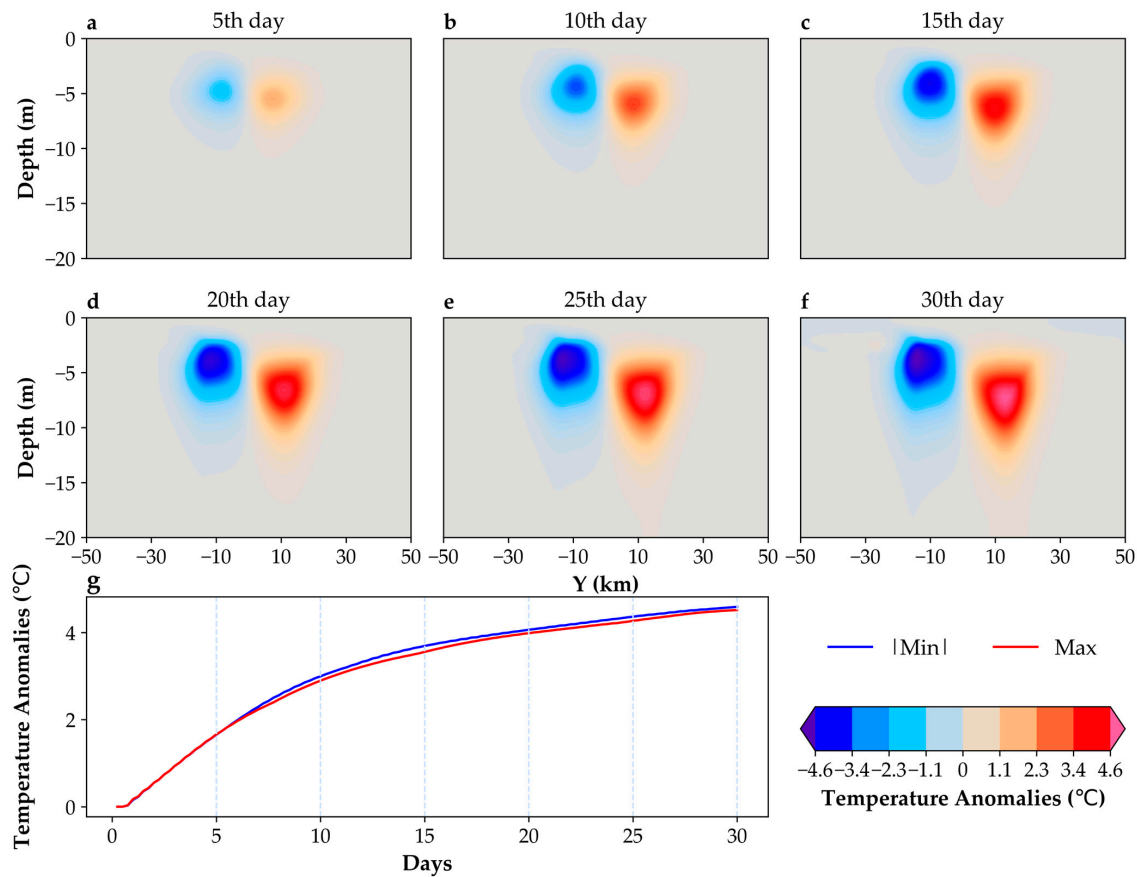 a 5th day b 10th day c 15th day
0
−5
−10
−15
−20
Depth (m)
d 20th day e 25th day f 30th day
0
−5
−10
−15
−20
Depth (m)
−50 −30 −10 10 30 50 −50 −30 −10 10 30 50 −50 −30 −10 10 30 50
Y (km)
g
4
2
0
Temperature Anomalies (℃)
0 5 10 15 20 25 30
Days
|Min| Max
−4.6 −3.4 −2.3 −1.1 0 1.1 2.3 3.4 4.6
Temperature Anomalies (℃)